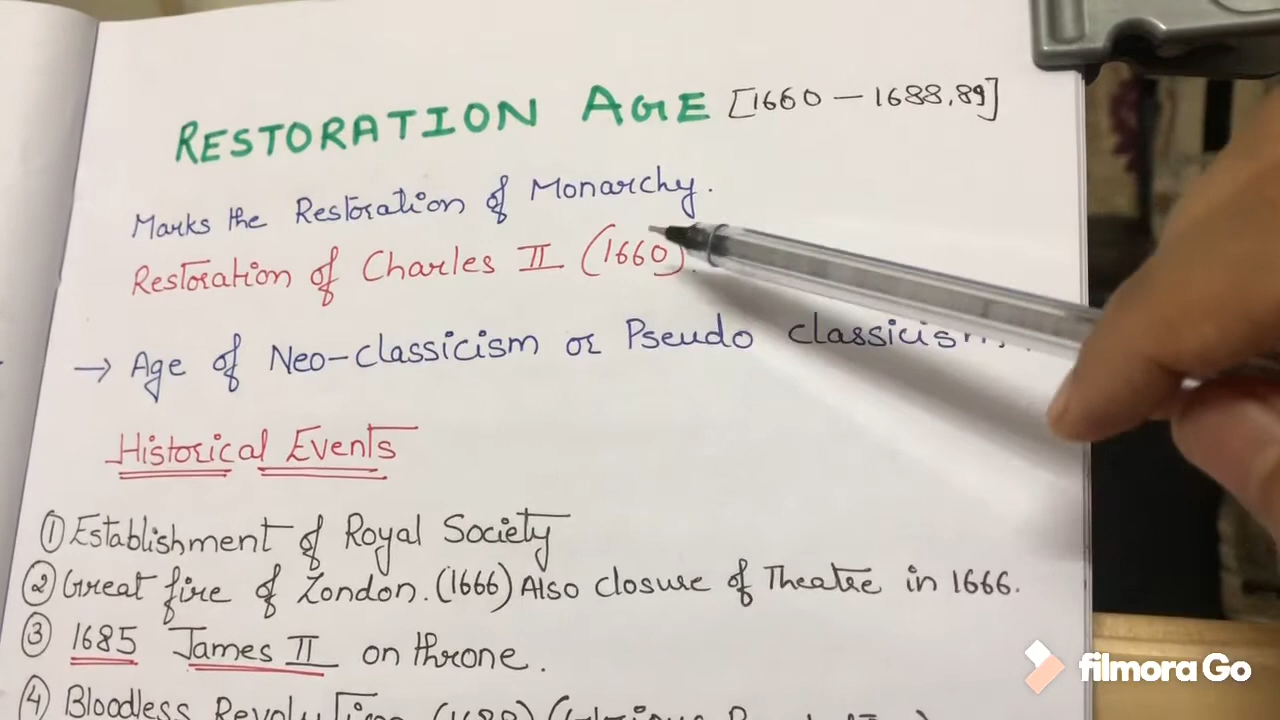 RESTORATION AGE [1660 – 1688,89]
Marks the Restoration of Monarchy.
Restoration of Charles II (1660).
→ Age of Neo-classicism or Pseudo classicism.
Historical Events
① Establishment of Royal Society
② Great fire of London. (1666) Also closure of Theatre in 1666.
③ 1685 James II on throne.
④ Bloodless
filmora Go